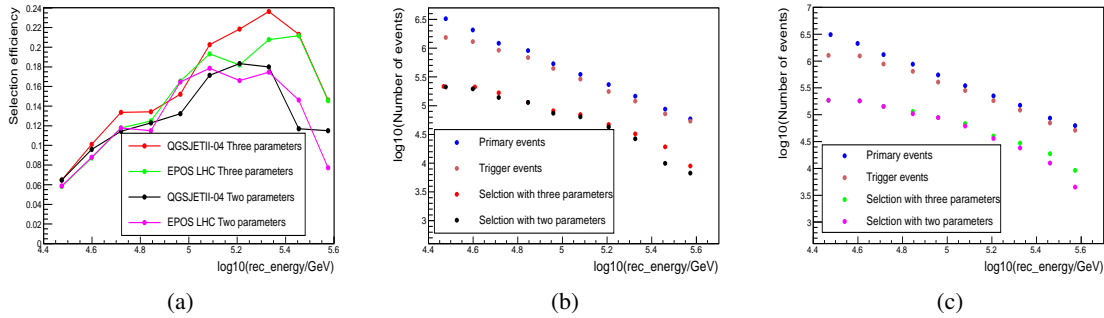 Selection efficiency
0.24
0.22
0.2
0.18
0.16
0.14
0.12
0.1
0.08
0.06
0.04
0.02
0
QGSJETII-04 Three parameters
EPOS LHC Three parameters
QGSJETII-04 Two parameters
EPOS LHC Two parameters
4.4 4.6 4.8 5 5.2 5.4 5.6
log10(rec_energy/GeV)
(a)
log10(Number of events)
6.5
6
5.5
5
4.5
4
3.5
3
Primary events
Trigger events
Selction with three parameters
Selection with two parameters
4.4 4.6 4.8 5 5.2 5.4 5.6
log10(rec_energy/GeV)
(b)
log10(Number of events)
7
6.5
6
5.5
5
4.5
4
3.5
3
2.5
Primary events
Trigger events
Selection with three parameters
Selection with two parameters
4.4 4.6 4.8 5 5.2 5.4 5.6
log10(rec_energy/GeV)
(c)